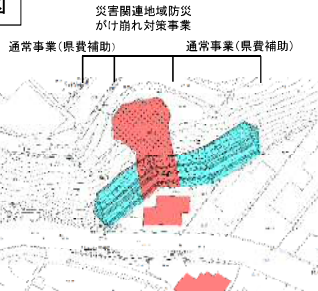 図
災害関連地域防災
がけ崩れ対策事業
通常事業（県費補助）
通常事業（県費補助）